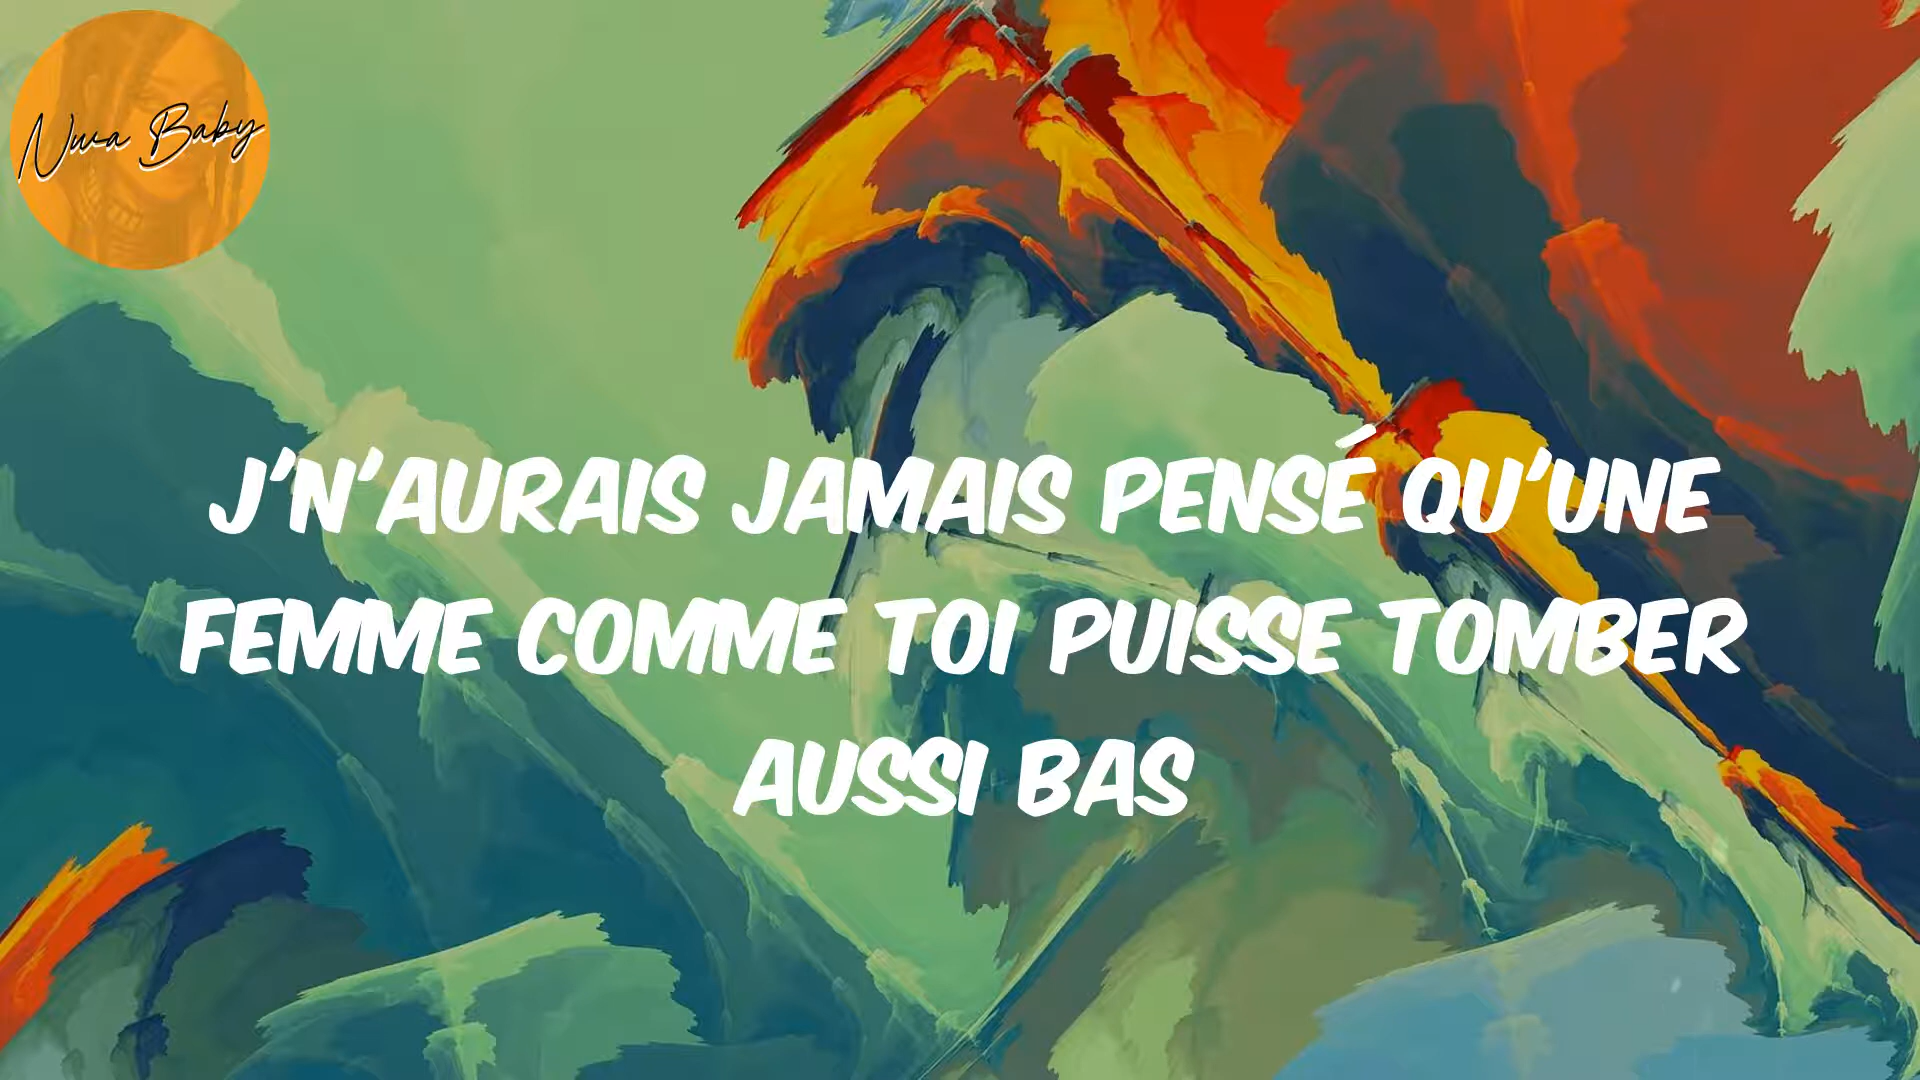 Nwa Baby
J'N'AURAIS JAMAIS PENSÉ QU'UNE
FEMME COMME TOI PUISSE TOMBER
AUSSI BAS